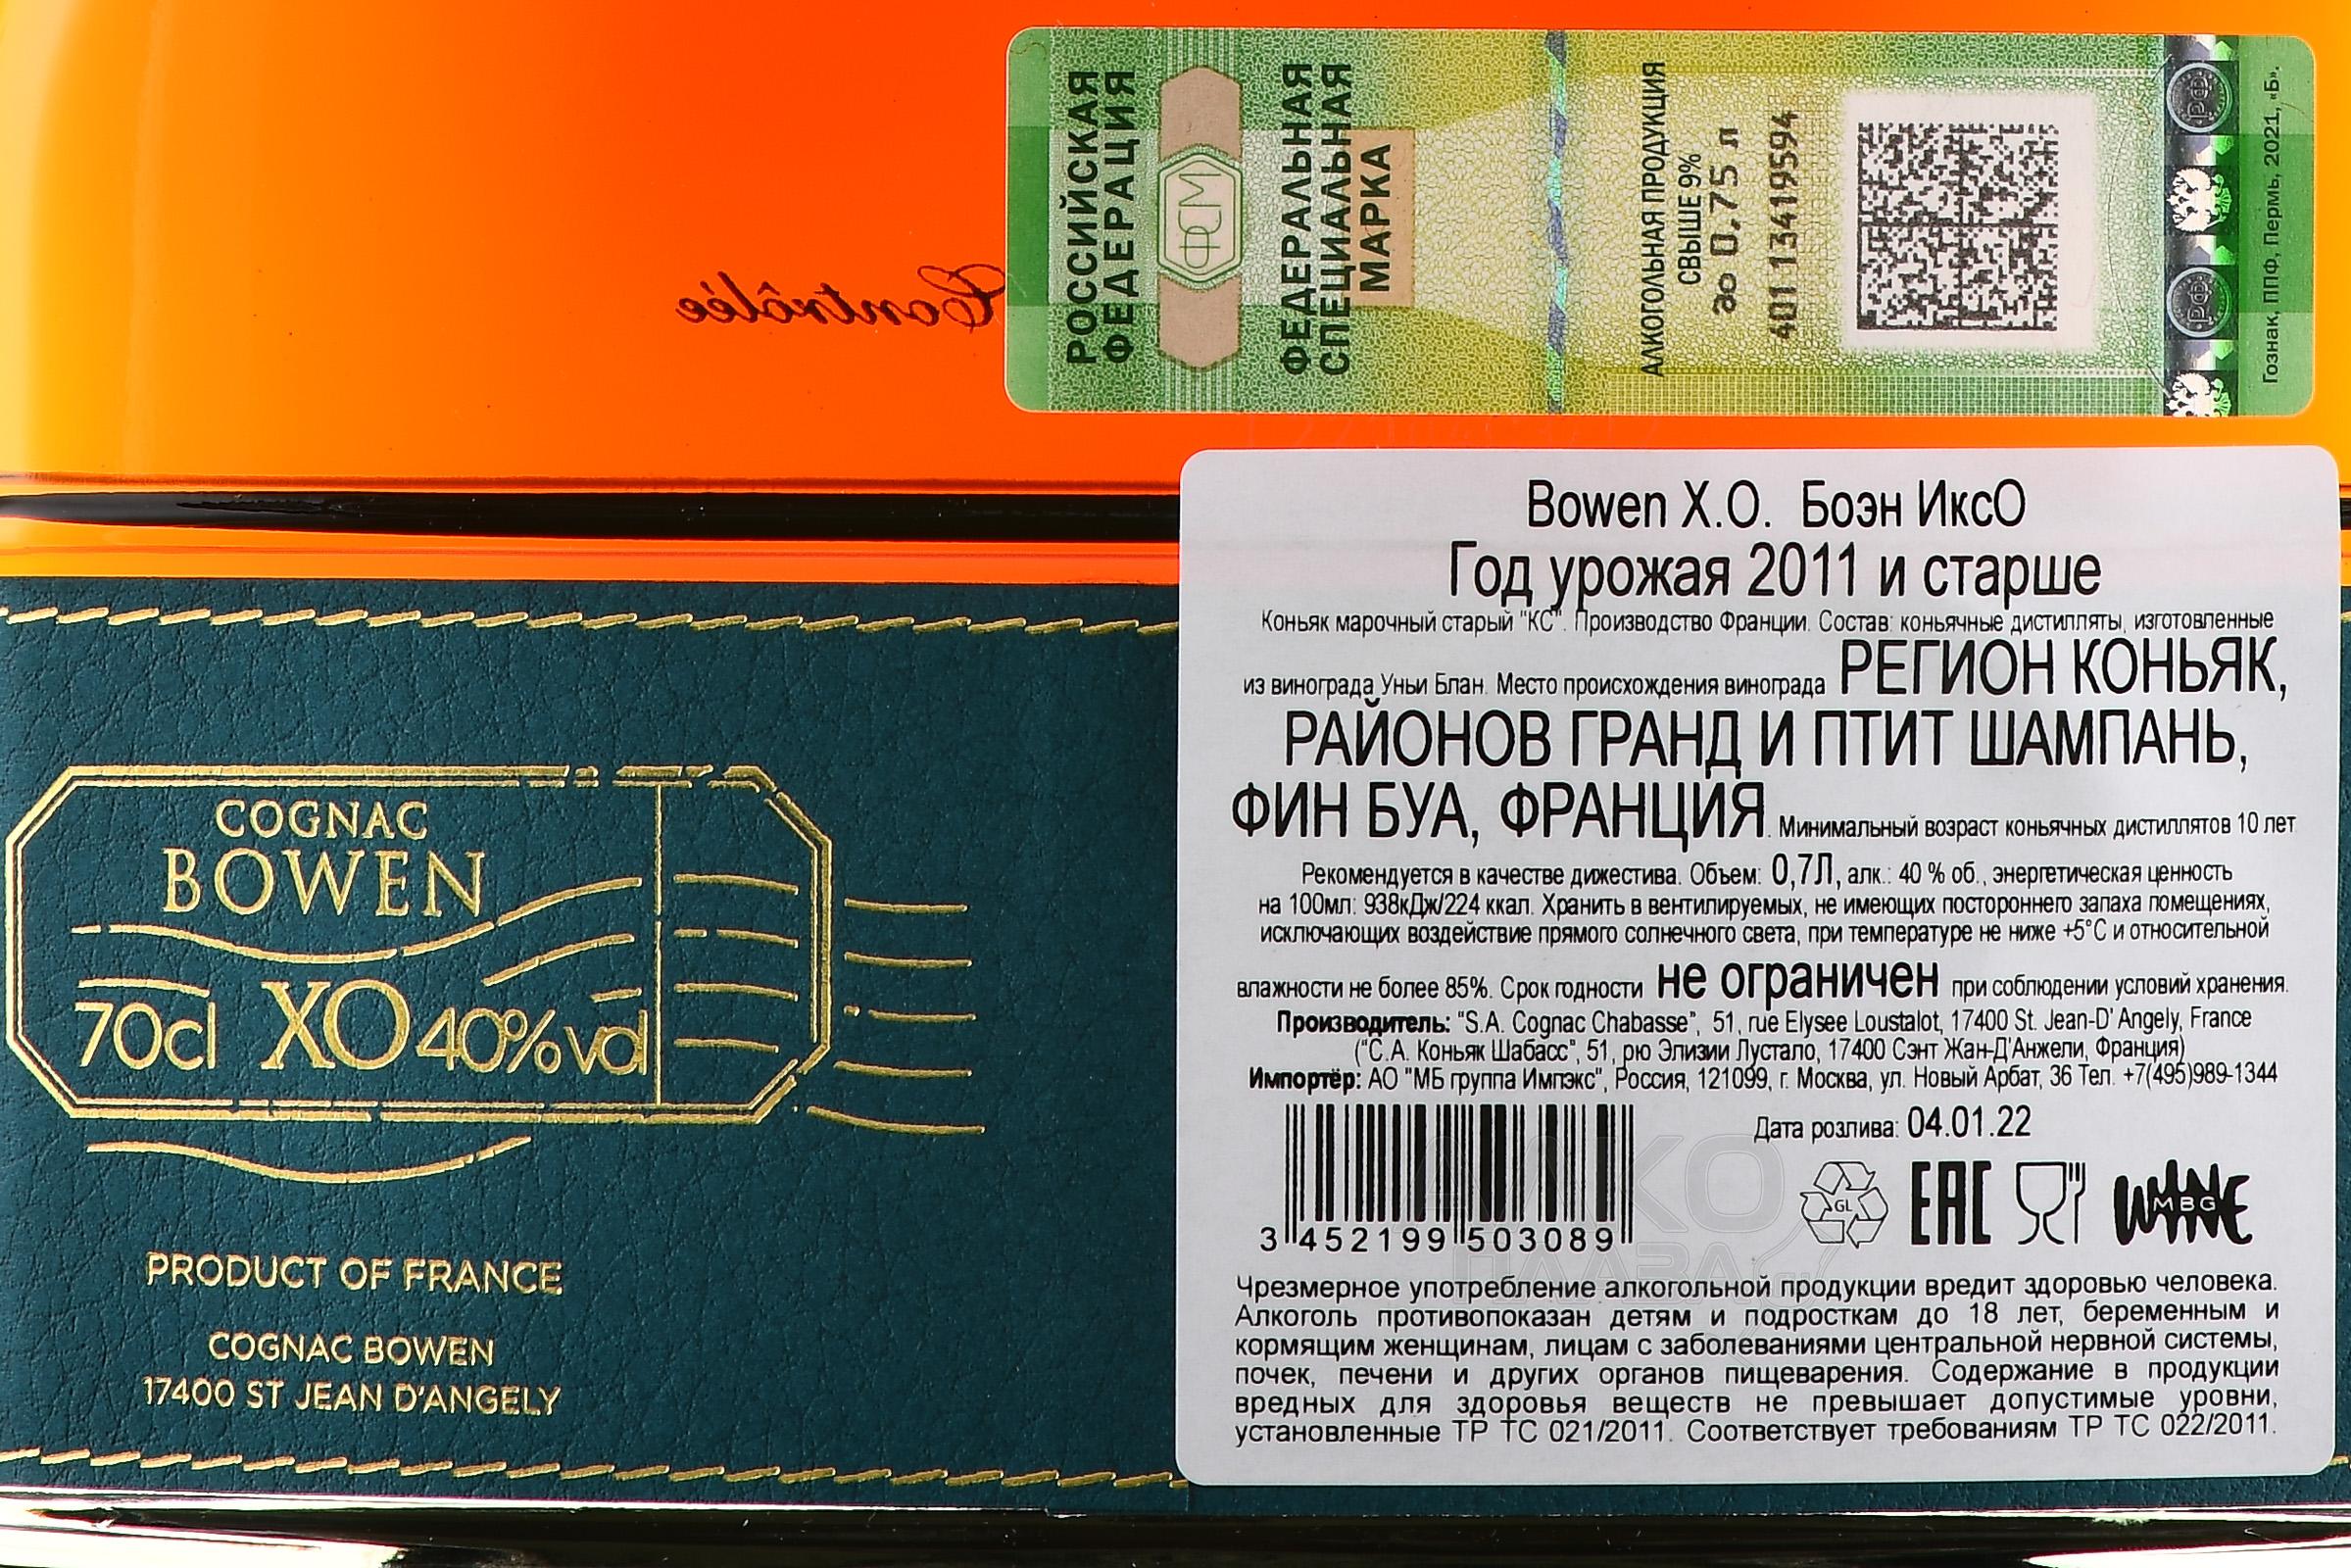 Contrôlée
РОССИЙСКАЯ
ФЕДЕРАЦИЯ
ФСМ
ФЕДЕРАЛЬНАЯ
СПЕЦИАЛЬНАЯ
МАРКА
АЛКОГОЛЬНАЯ ПРОДУКЦИЯ
СВЫШЕ 9%
до 0,75 л
401 13419594
РФ
РФ
Гознак, ППФ, Пермь, 2021, «Б».
COGNAC
BOWEN
70cl XO 40% vol
PRODUCT OF FRANCE
COGNAC BOWEN
17400 ST JEAN D'ANGELY
Bowen X.O. Боэн ИксО
Год урожая 2011 и старше
Коньяк марочный старый "КС". Производство Франции. Состав: коньячные дистилляты, изготовленные
из винограда Уньи Блан. Место происхождения винограда РЕГИОН КОНЬЯК,
РАЙОНОВ ГРАНД И ПТИТ ШАМПАНЬ,
ФИН БУА, ФРАНЦИЯ. Минимальный возраст коньячных дистиллятов 10 лет
Рекомендуется в качестве дижестива. Объем: 0,7Л, алк.: 40 % об., энергетическая ценность
на 100мл: 938кДж/224 ккал. Хранить в вентилируемых, не имеющих постороннего запаха помещениях,
исключающих воздействие прямого солнечного света, при температуре не ниже +5°С и относительной
влажности не более 85%. Срок годности не ограничен при соблюдении условий хранения.
Производитель: "S.A. Cognac Chabasse", 51, rue Elysee Loustalot, 17400 St. Jean-D' Angely, France
("С.А. Коньяк Шабасс", 51, рю Элизии Лустало, 17400 Сэнт Жан-Д'Анжели, Франция)
Импортёр: АО "МБ группа Импэкс", Россия, 121099, г. Москва, ул. Новый Арбат, 36 Тел. +7(495)989-1344
Дата розлива: 04.01.22
3 452199 503089
GL
EAC
WINE
MBG
АЛКО
ПЛАЗА
Чрезмерное употребление алкогольной продукции вредит здоровью человека.
Алкоголь противопоказан детям и подросткам до 18 лет, беременным и
кормящим женщинам, лицам с заболеваниями центральной нервной системы,
почек, печени и других органов пищеварения. Содержание в продукции
вредных для здоровья веществ не превышает допустимые уровни,
установленные ТР ТС 021/2011. Соответствует требованиям ТР ТС 022/2011.